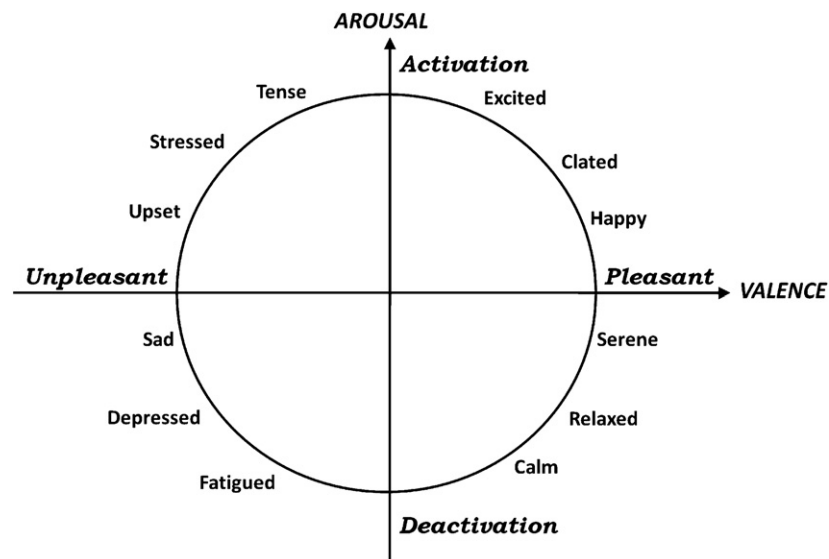 AROUSAL
Activation
Tense
Excited
Stressed
Clated
Upset
Happy
Unpleasant
Pleasant
VALENCE
Sad
Serene
Depressed
Relaxed
Calm
Fatigued
Deactivation